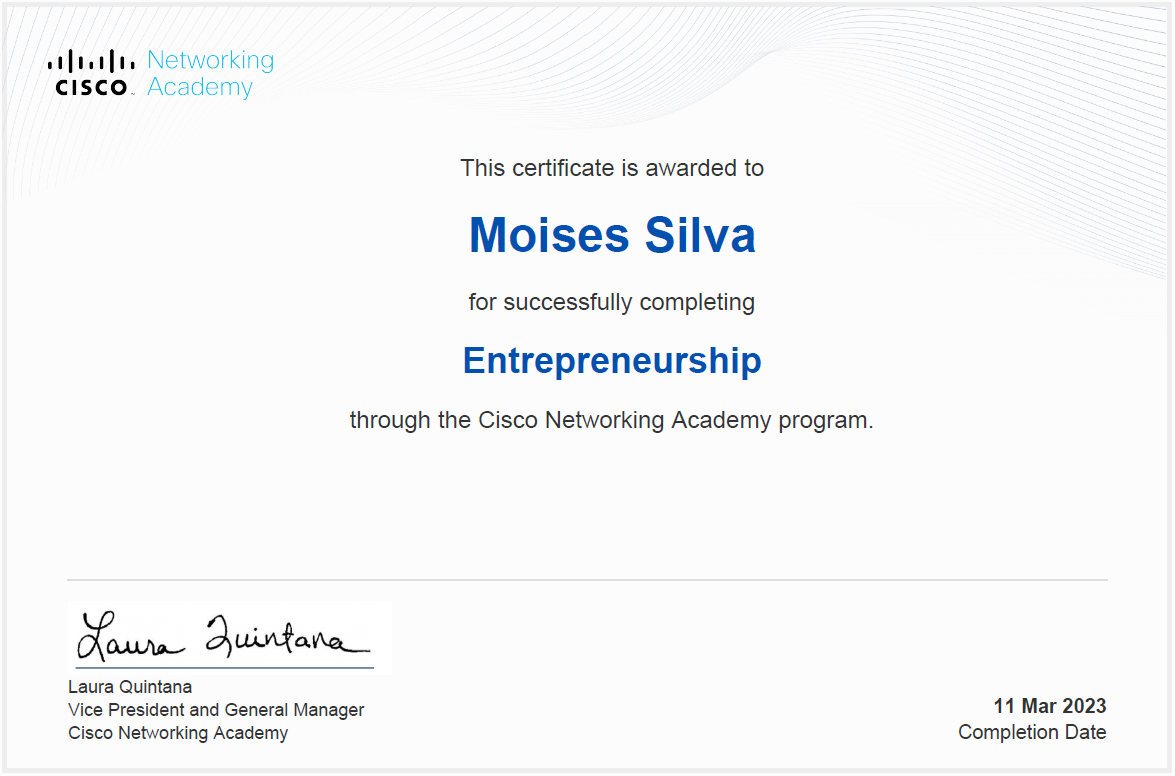 CISCO
Networking
Academy
This certificate is awarded to
Moises Silva
for successfully completing
Entrepreneurship
through the Cisco Networking Academy program.
Laura Quintana
Laura Quintana
Vice President and General Manager
Cisco Networking Academy
11 Mar 2023
Completion Date